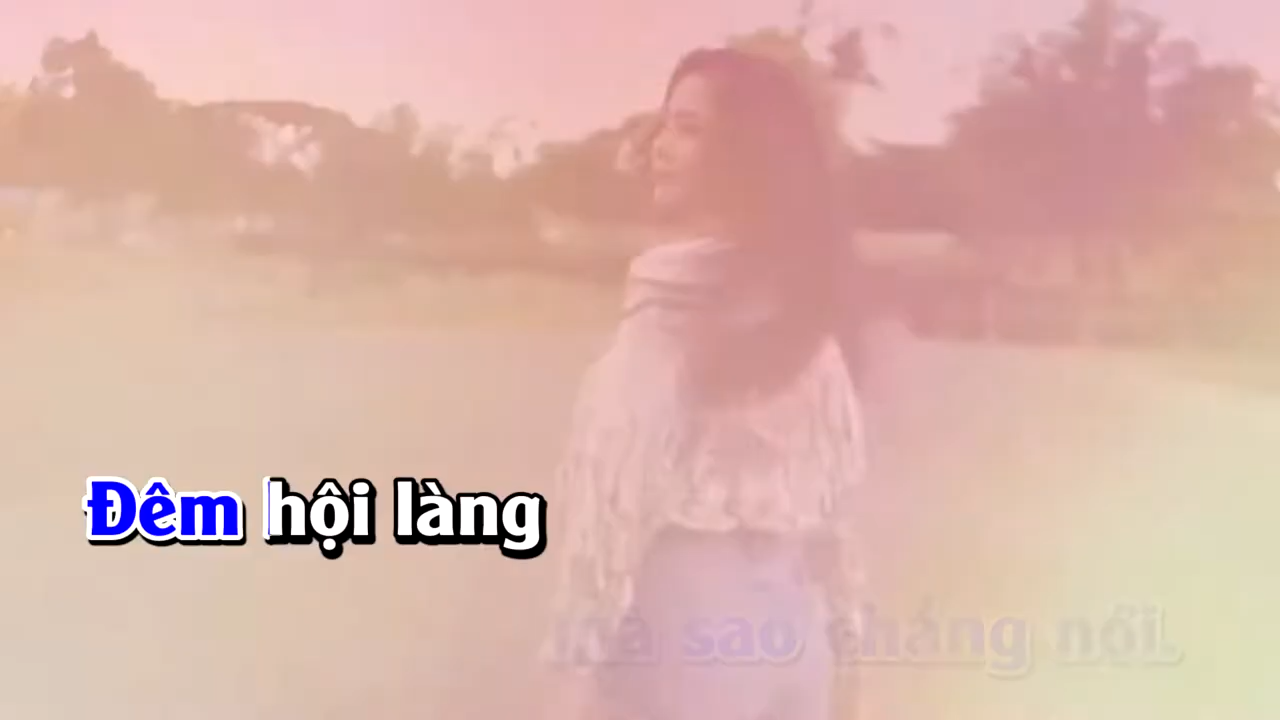 Đêm hội làng
mà sao chẳng nói.